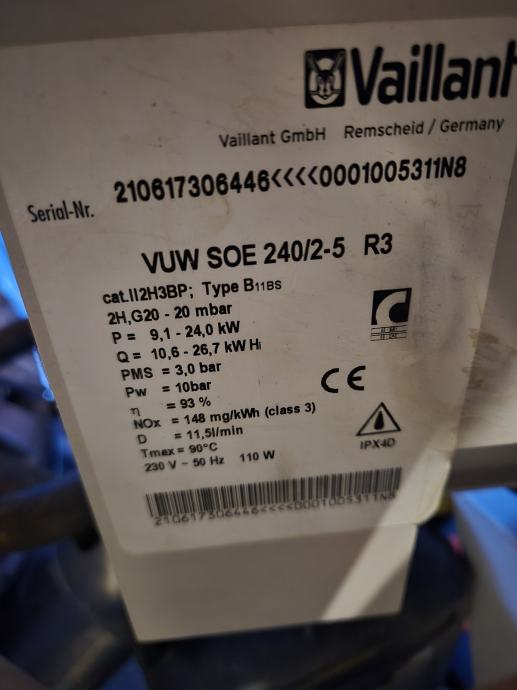 Vaillant
Vaillant GmbH Remscheid / Germany
Serial-Nr. 210617306446<<<<0001005311N8
VUW SOE 240/2-5 R3
cat.II2H3BP; Type B11BS
2H,G20 - 20 mbar
P = 9,1 - 24,0 kW
Q = 10,6 - 26,7 kW Hi
PMS = 3,0 bar
Pw = 10bar
η = 93 %
NOx = 148 mg/kWh (class 3)
D = 11,5l/min
Tmax = 90°C
230 V ~ 50 Hz 110 W
CE
IPX4D
210617306446<<<<0001005311N8